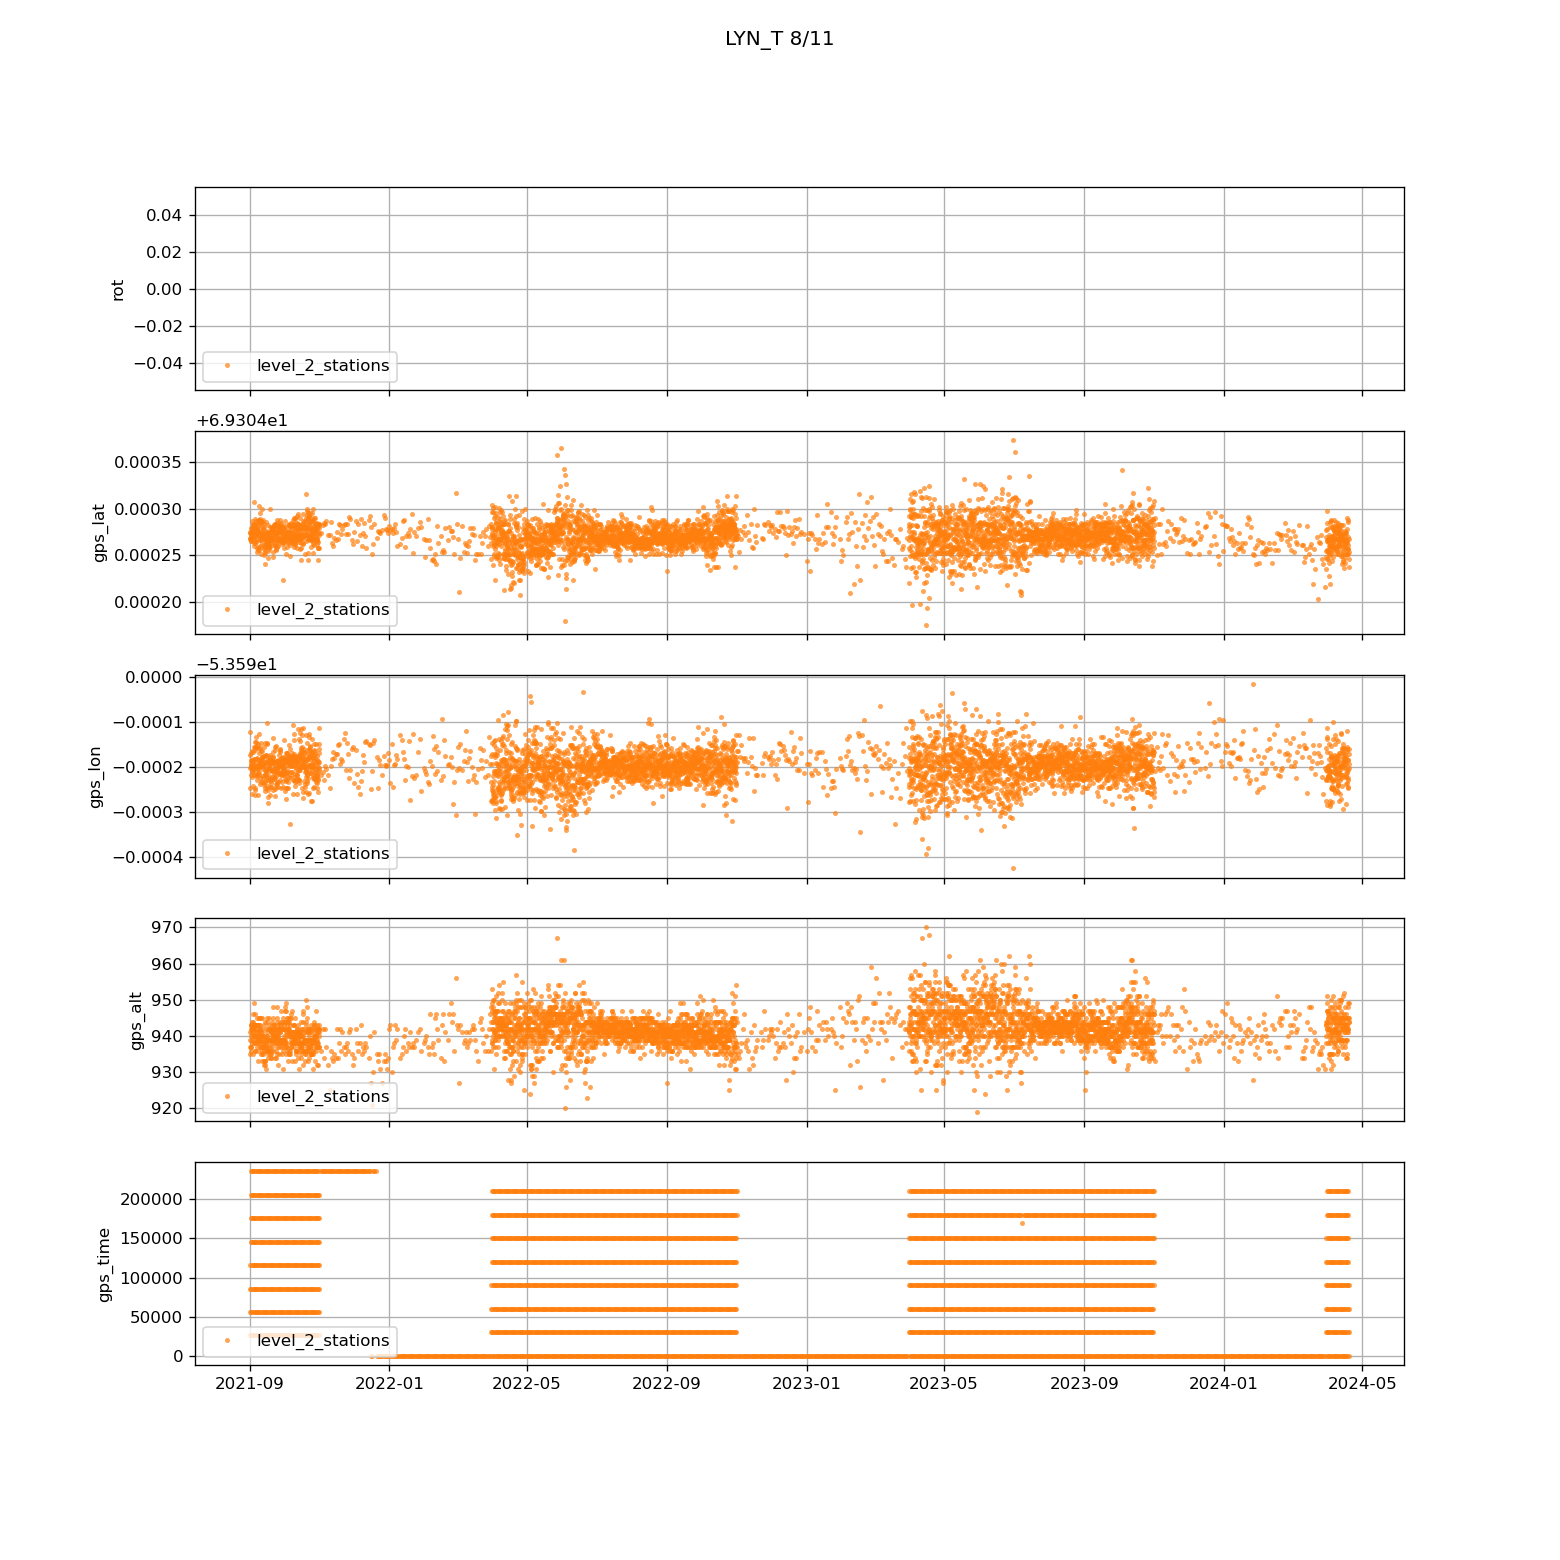 LYN_T 8/11
0.04
0.02
0.00
−0.02
−0.04
rot
level_2_stations
+6.9304e1
0.00035
0.00030
0.00025
0.00020
gps_lat
level_2_stations
−5.359e1
0.0000
−0.0001
−0.0002
−0.0003
−0.0004
gps_lon
level_2_stations
970
960
950
940
930
920
gps_alt
level_2_stations
200000
150000
100000
50000
0
gps_time
level_2_stations
2021-09 2022-01 2022-05 2022-09 2023-01 2023-05 2023-09 2024-01 2024-05